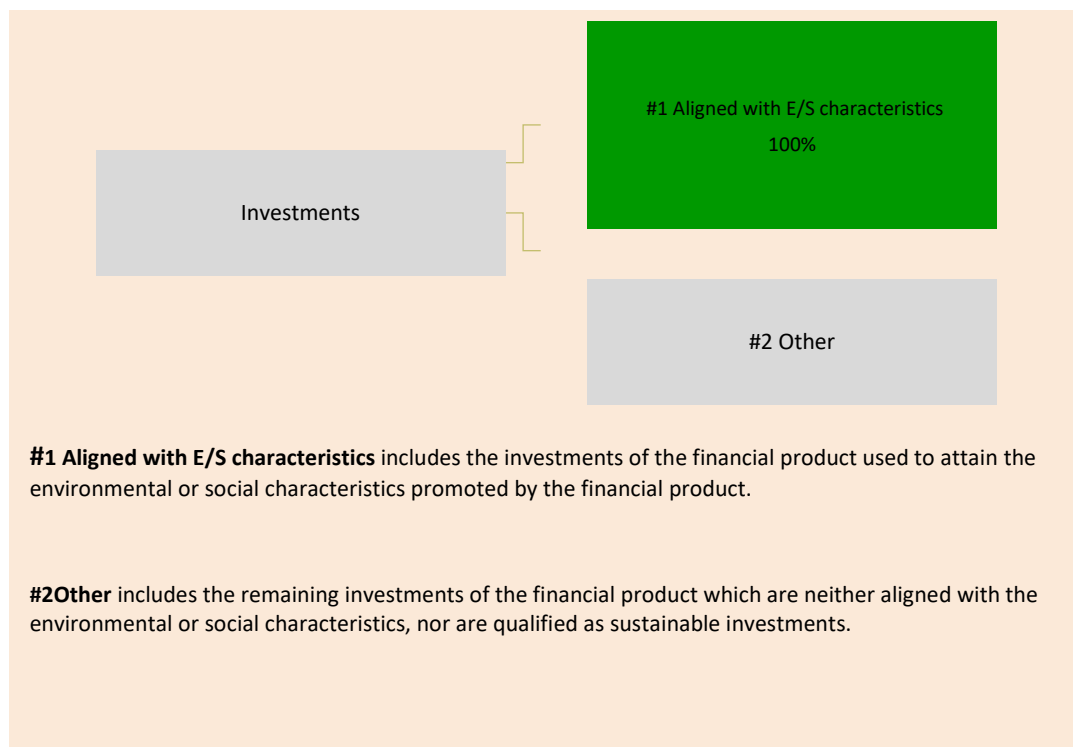 #1 Aligned with E/S characteristics
100%
Investments
#2 Other
#1 Aligned with E/S characteristics includes the investments of the financial product used to attain the
environmental or social characteristics promoted by the financial product.
#2Other includes the remaining investments of the financial product which are neither aligned with the
environmental or social characteristics, nor are qualified as sustainable investments.